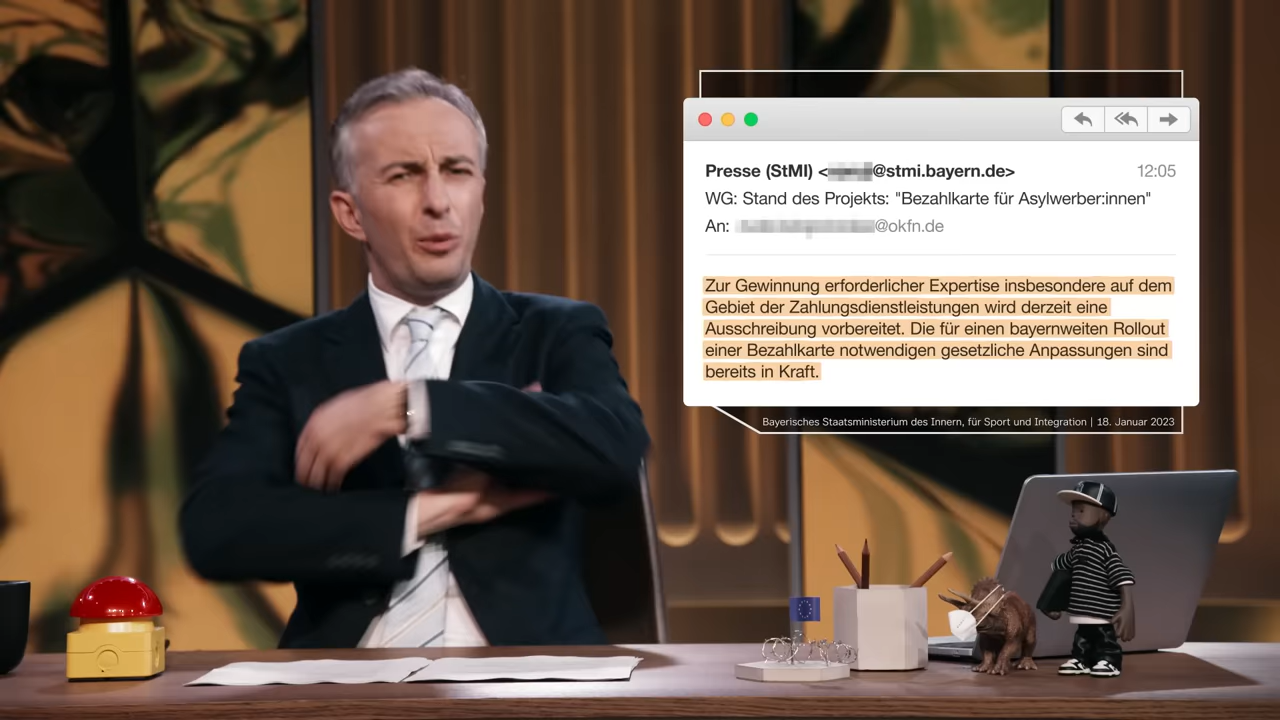 Presse (StMI) <@stmi.bayern.de>
12:05
WG: Stand des Projekts: "Bezahlkarte für Asylwerber:innen"
An: @okfn.de
Zur Gewinnung erforderlicher Expertise insbesondere auf dem
Gebiet der Zahlungsdienstleistungen wird derzeit eine
Ausschreibung vorbereitet. Die für einen bayernweiten Rollout
einer Bezahlkarte notwendigen gesetzliche Anpassungen sind
bereits in Kraft.
Bayerisches Staatsministerium des Innern, für Sport und Integration | 18. Januar 2023